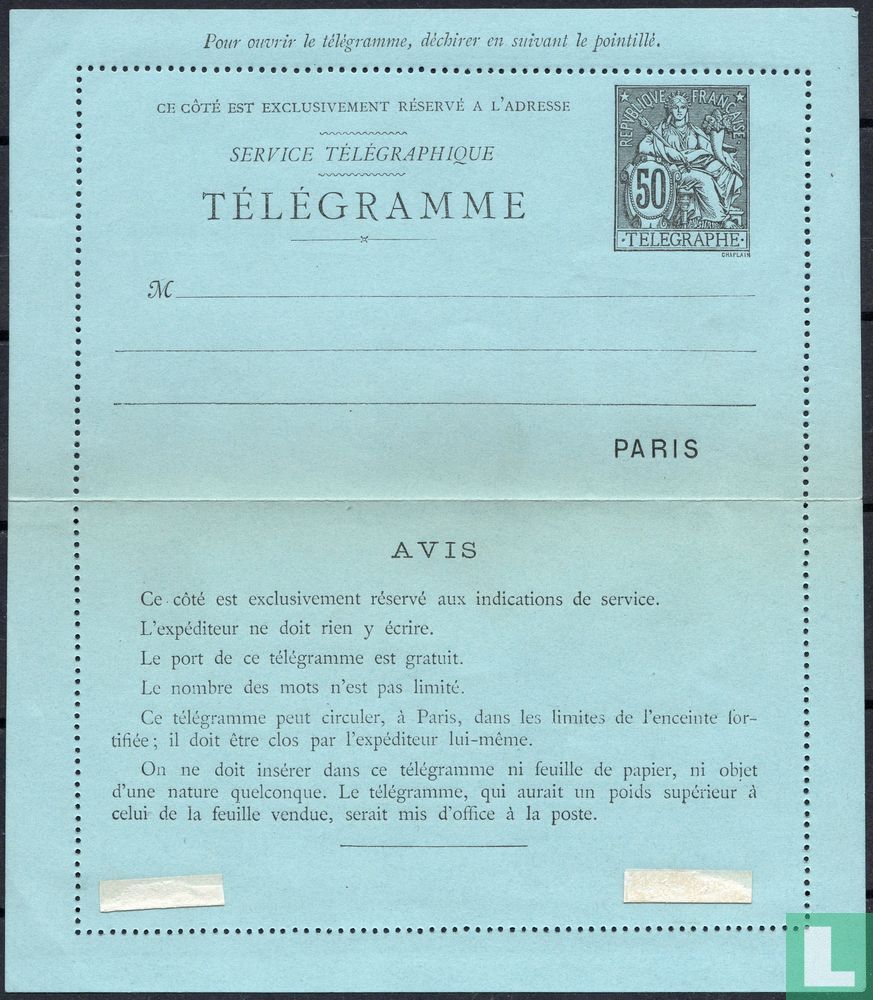 Pour ouvrir le télégramme, déchirer en suivant le pointillé.
CE CÔTÉ EST EXCLUSIVEMENT RÉSERVÉ A L'ADRESSE
SERVICE TÉLÉGRAPHIQUE
TÉLÉGRAMME
REPVBLIQVE FRANÇAISE
50
TELEGRAPHE
CHAPLAIN
M
PARIS
AVIS
Ce côté est exclusivement réservé aux indications de service.
L'expéditeur ne doit rien y écrire.
Le port de ce télégramme est gratuit.
Le nombre des mots n'est pas limité.
Ce télégramme peut circuler, à Paris, dans les limites de l'enceinte for-
tifiée; il doit être clos par l'expéditeur lui-même.
On ne doit insérer dans ce télégramme ni feuille de papier, ni objet
d'une nature quelconque. Le télégramme, qui aurait un poids supérieur à
celui de la feuille vendue, serait mis d'office à la poste.
L